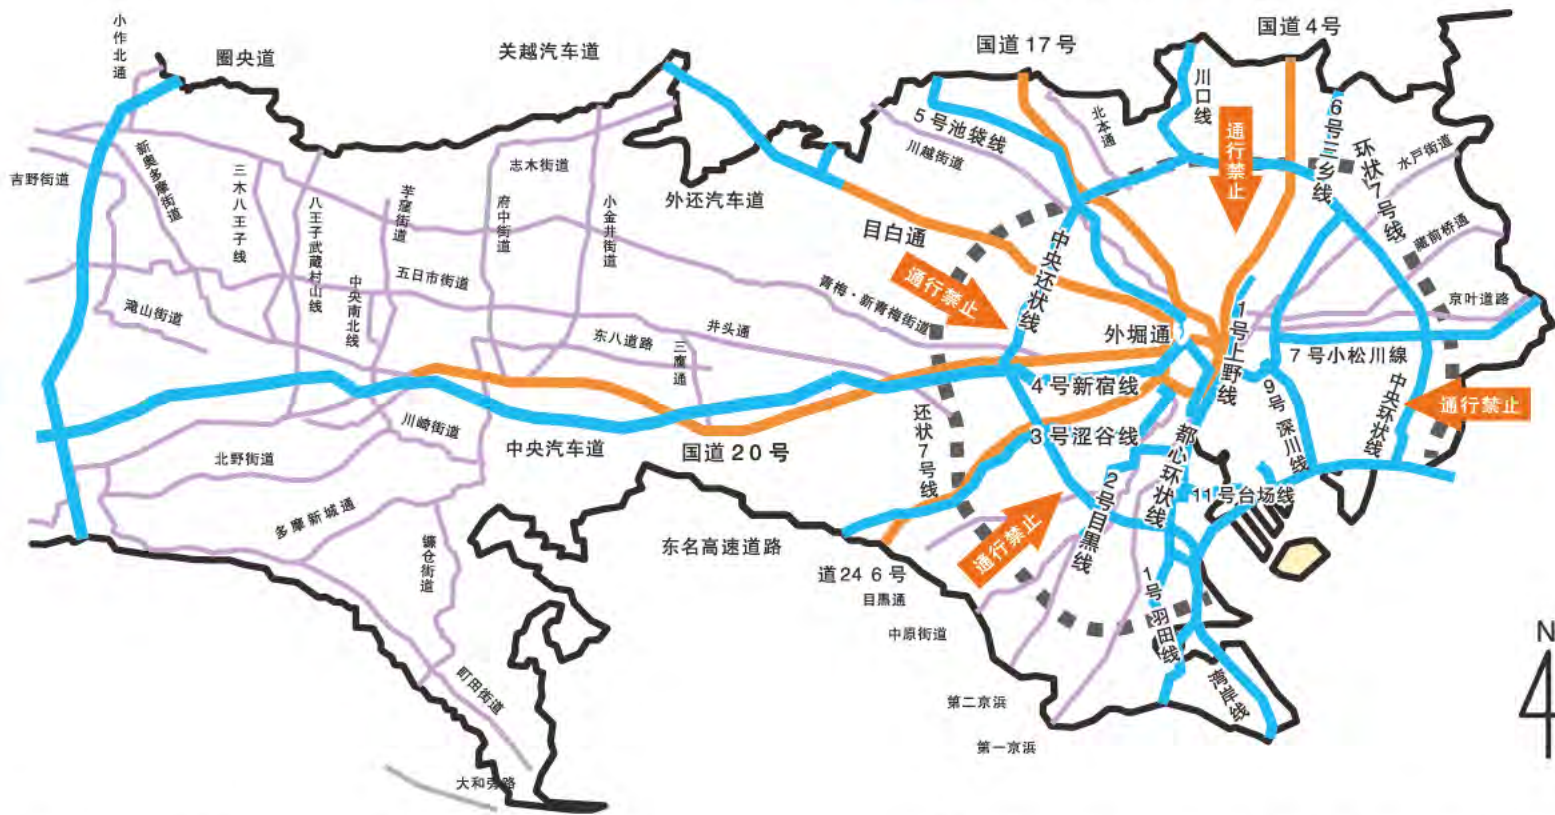 小作北通
圈央道
关越汽车道
国道17号
国道4号
5号池袋线
川越街道
北本通
川口线
通行禁止
6号三乡线
环状7号线
水戸街道
蔵前桥通
京叶道路
吉野街道
新奥多摩街道
三木八王子线
八王子武蔵村山线
芋窪街道
志木街道
府中街道
小金井街道
外还汽车道
目白通
通行禁止
中央还状线
五日市街道
中央南北线
滝山街道
青梅·新青梅街道
井头通
东八道路
三鹰通
外堀通
1号上野线
7号小松川線
9号深川线
中央环状线
通行禁止
4号新宿线
3号涩谷线
还状7号线
都心环状线
2号目黒线
11号台场线
川崎街道
中央汽车道
国道20号
北野街道
多摩新城通
鎌仓街道
东名高速道路
通行禁止
道246号
目黒通
中原街道
1号羽田线
湾岸线
町田街道
第二京浜
第一京浜
大和旁路
N